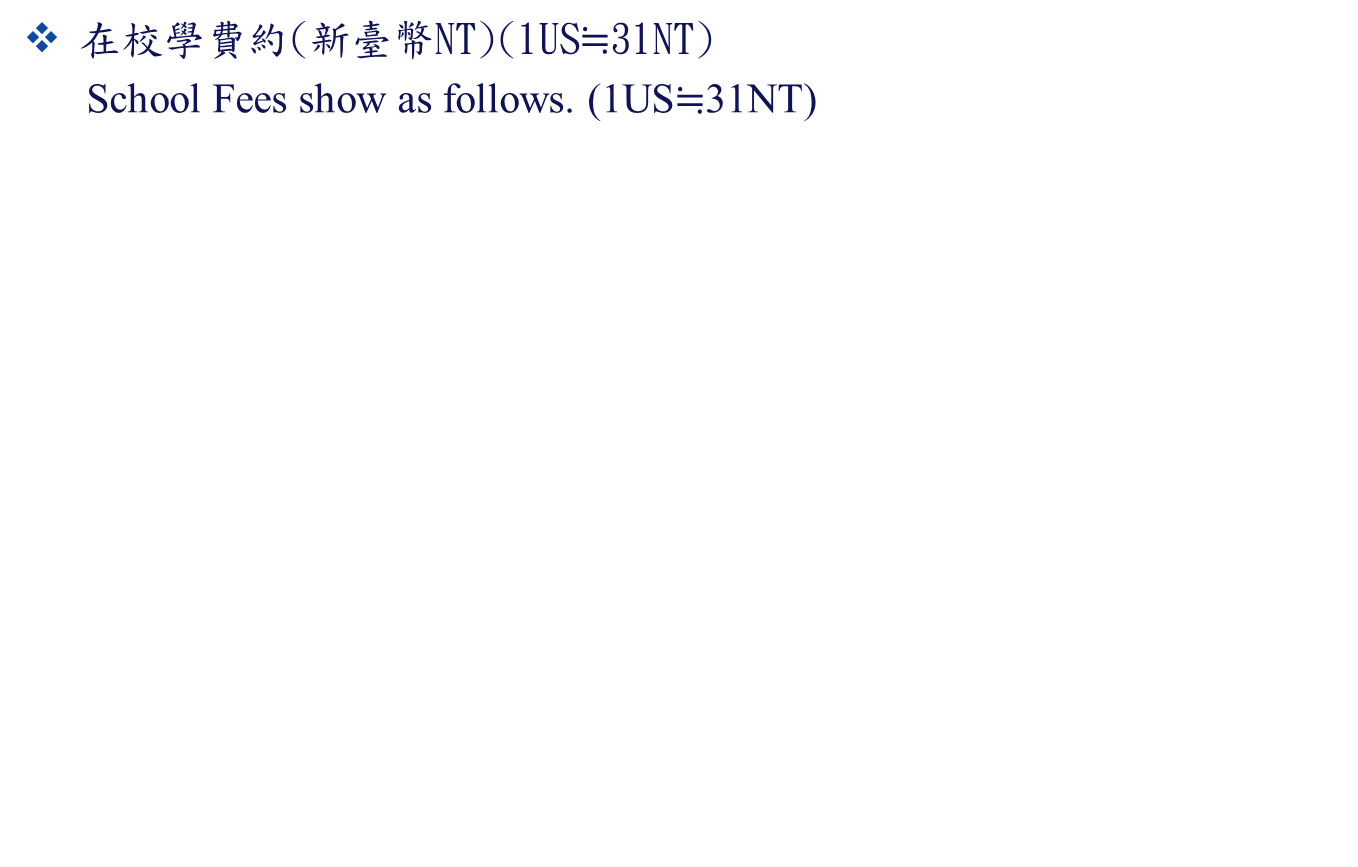 ❖ 在校學費約(新臺幣NT)(1US≒31NT)
School Fees show as follows. (1US≒31NT)